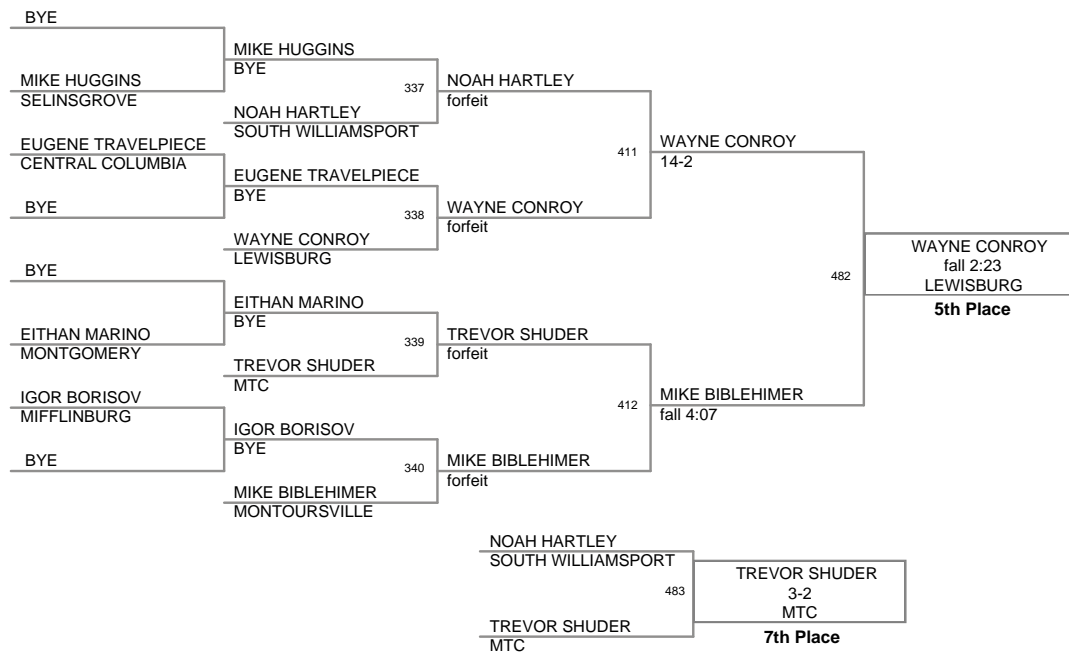 BYE
MIKE HUGGINS
SELINSGROVE
EUGENE TRAVELPIECE
CENTRAL COLUMBIA
BYE
BYE
EITHAN MARINO
MONTGOMERY
IGOR BORISOV
MIFFLINBURG
BYE
MIKE HUGGINS
BYE
337
NOAH HARTLEY
SOUTH WILLIAMSPORT
EUGENE TRAVELPIECE
BYE
338
WAYNE CONROY
LEWISBURG
EITHAN MARINO
BYE
339
TREVOR SHUDER
MTC
IGOR BORISOV
BYE
340
MIKE BIBLEHIMER
MONTOURSVILLE
NOAH HARTLEY
forfeit
411
WAYNE CONROY
forfeit
TREVOR SHUDER
forfeit
412
MIKE BIBLEHIMER
forfeit
WAYNE CONROY
14-2
482
MIKE BIBLEHIMER
fall 4:07
WAYNE CONROY
fall 2:23
LEWISBURG
5th Place
NOAH HARTLEY
SOUTH WILLIAMSPORT
483
TREVOR SHUDER
MTC
TREVOR SHUDER
3-2
MTC
7th Place